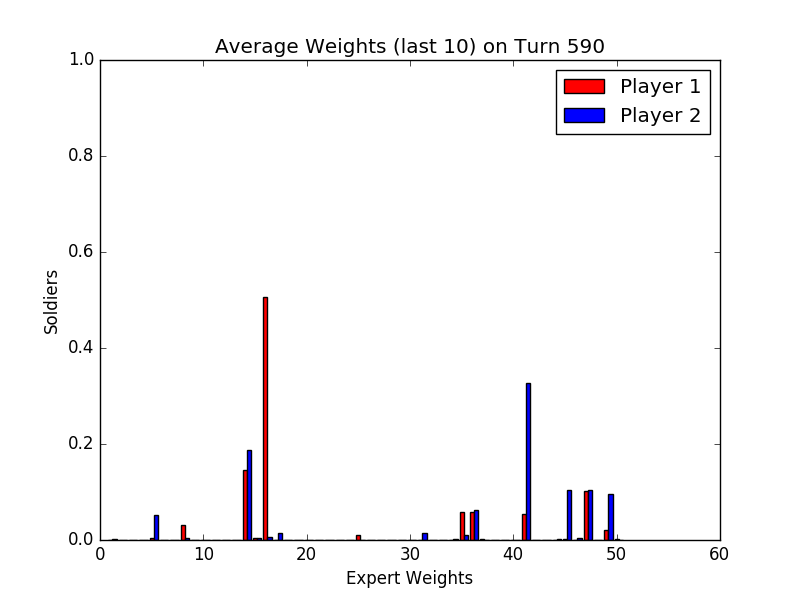 Average Weights (last 10) on Turn 590
1.0
Player 1
Player 2
0.8
0.6
Soldiers
0.4
0.2
0.0
0 10 20 30 40 50 60
Expert Weights